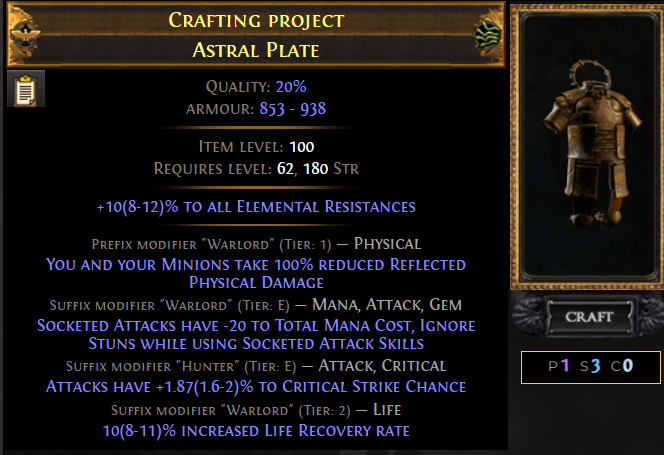 Crafting project
Astral Plate
Quality: 20%
Armour: 853 - 938
Item level: 100
Requires level: 62, 180 Str
+10(8-12)% to all Elemental Resistances
Prefix modifier "Warlord" (Tier: 1) — Physical
You and your Minions take 100% reduced Reflected
Physical Damage
Suffix modifier "Warlord" (Tier: E) — Mana, Attack, Gem
Socketed Attacks have -20 to Total Mana Cost, Ignore
Stuns while using Socketed Attack Skills
Suffix modifier "Hunter" (Tier: E) — Attack, Critical
Attacks have +1.87(1.6-2)% to Critical Strike Chance
Suffix modifier "Warlord" (Tier: 2) — Life
10(8-11)% increased Life Recovery rate
CRAFT
P1 S3 C0